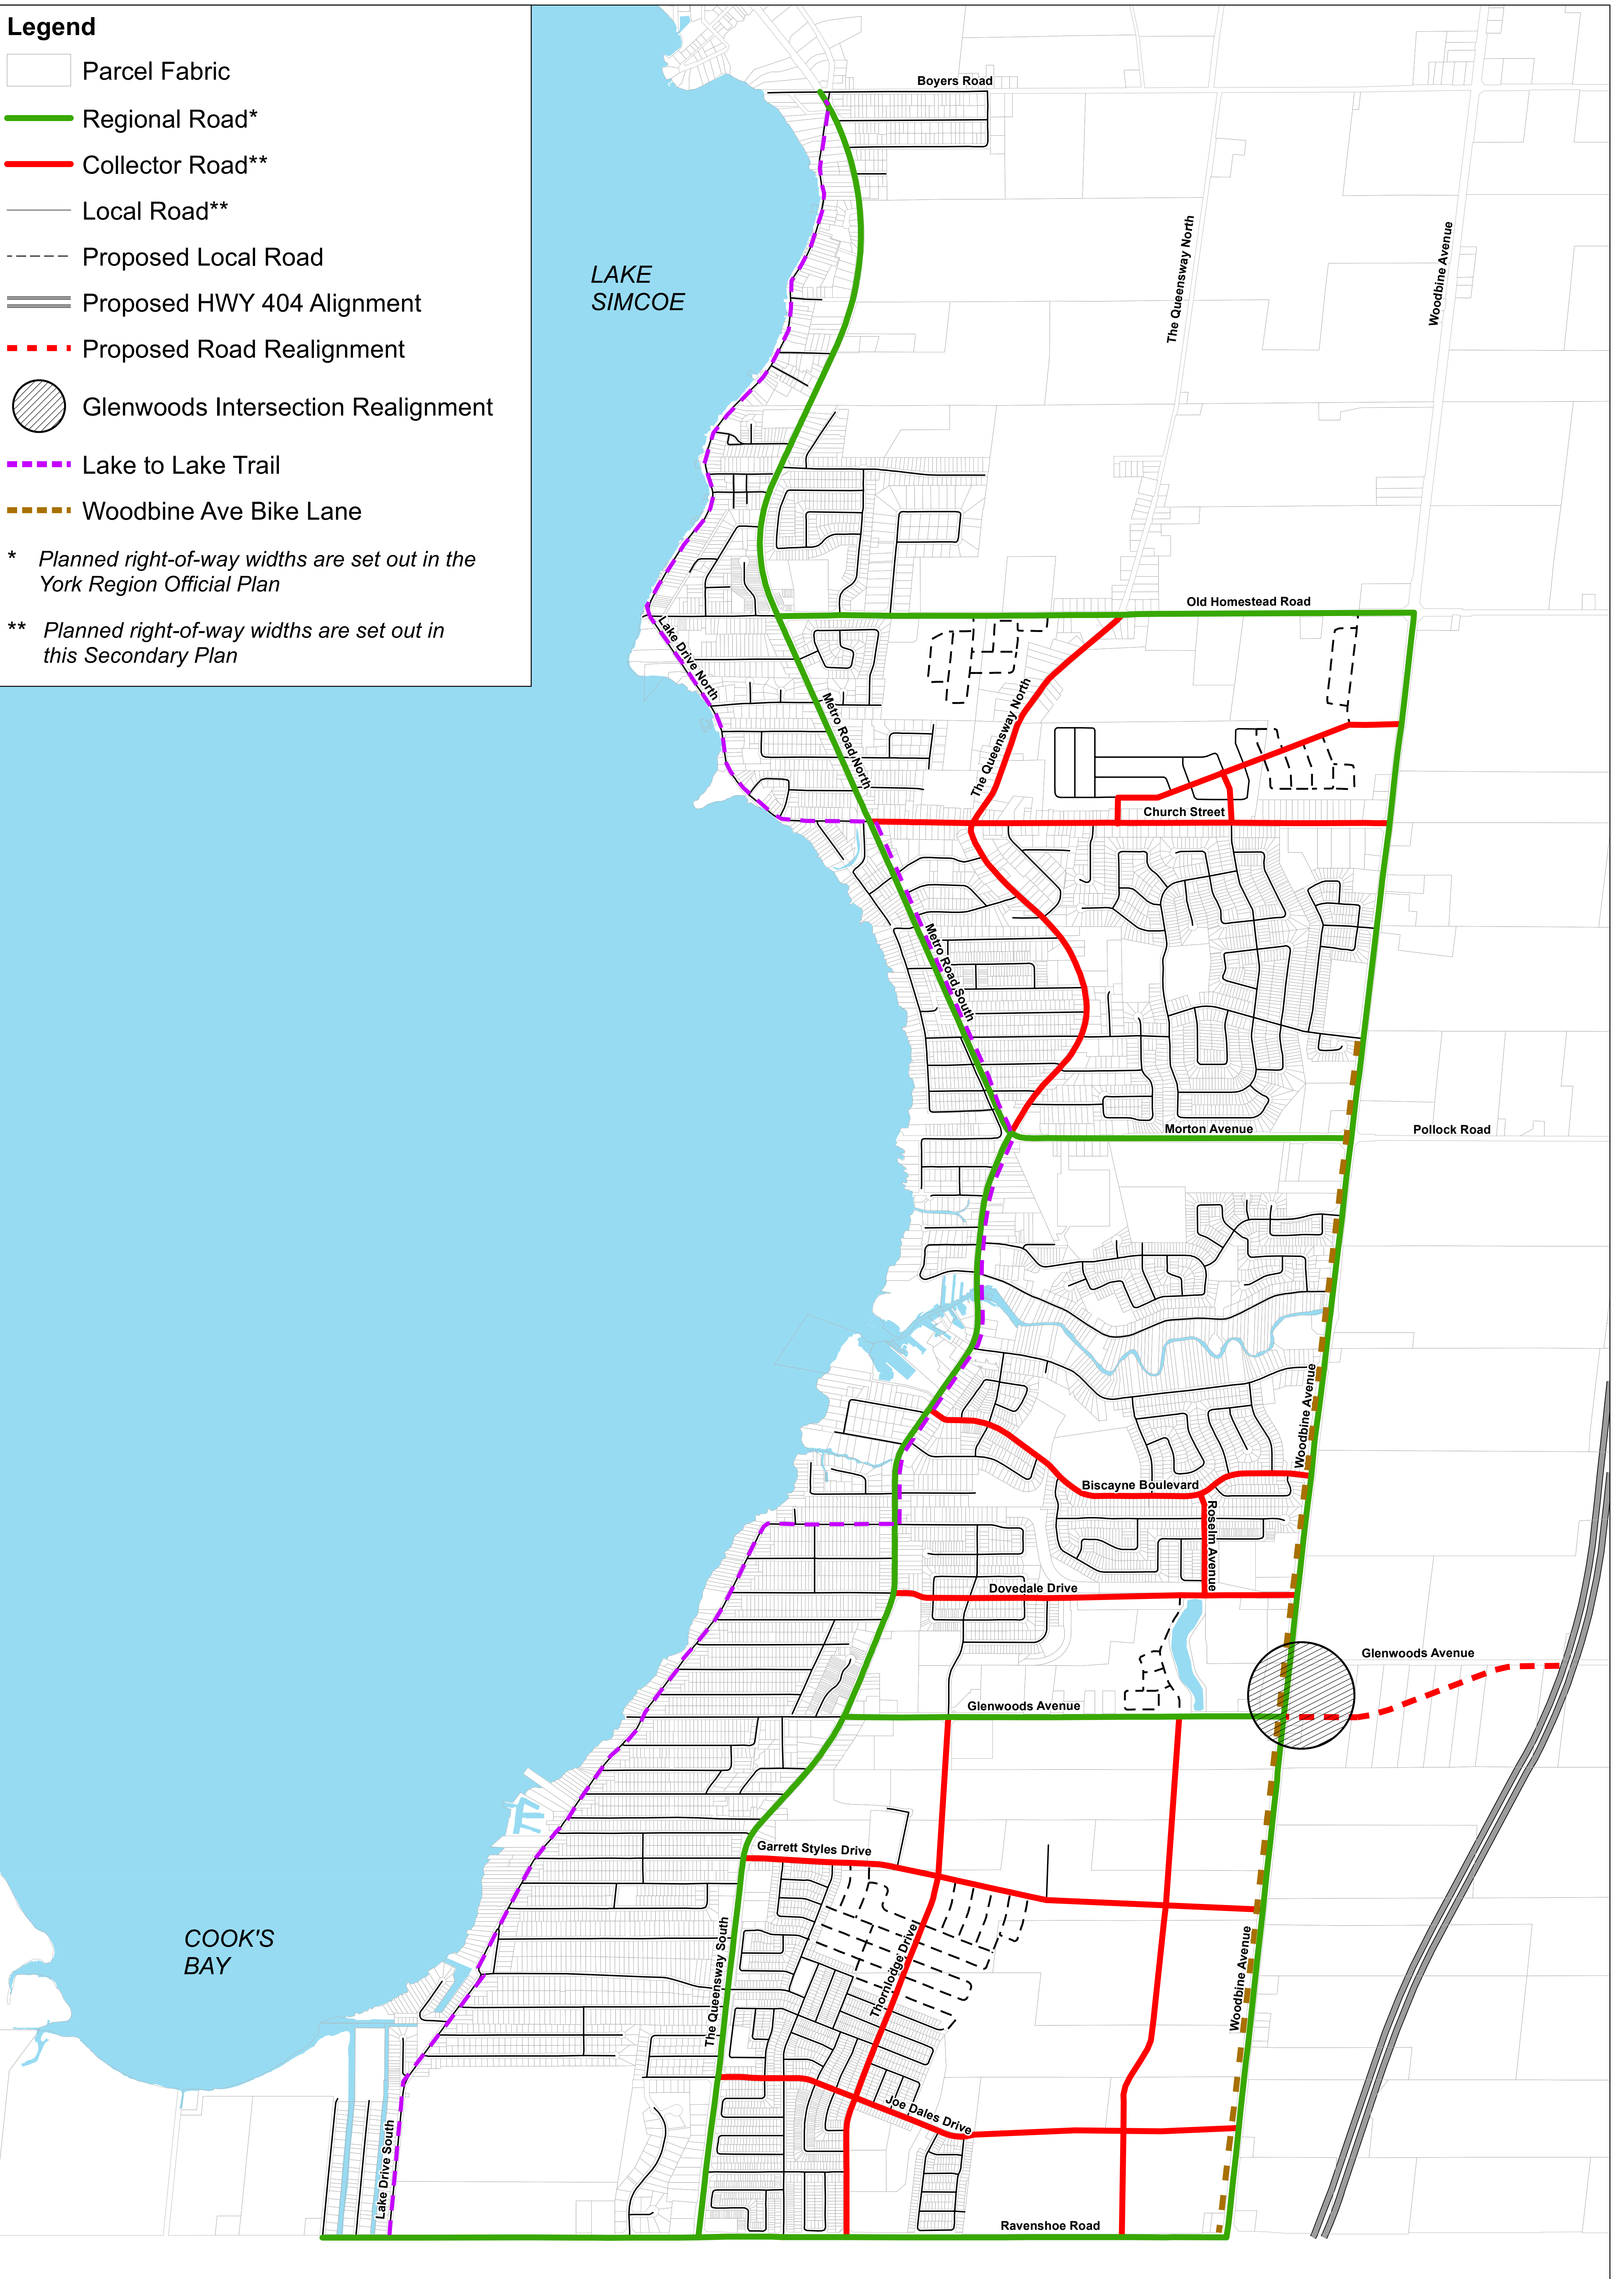 Legend
Parcel Fabric
Regional Road*
Collector Road**
Local Road**
Proposed Local Road
Proposed HWY 404 Alignment
Proposed Road Realignment
Glenwoods Intersection Realignment
Lake to Lake Trail
Woodbine Ave Bike Lane
* Planned right-of-way widths are set out in the
York Region Official Plan
** Planned right-of-way widths are set out in
this Secondary Plan
Boyers Road
LAKE
SIMCOE
The Queensway North
Woodbine Avenue
Old Homestead Road
Lake Drive North
Metro Road North
The Queensway North
Church Street
Metro Road South
Morton Avenue
Pollock Road
Woodbine Avenue
Biscayne Boulevard
Roselm Avenue
Dovedale Drive
Glenwoods Avenue
Glenwoods Avenue
Garrett Styles Drive
COOK'S
BAY
The Queensway South
Thornlodge Drive
Woodbine Avenue
Joe Dales Drive
Lake Drive South
Ravenshoe Road